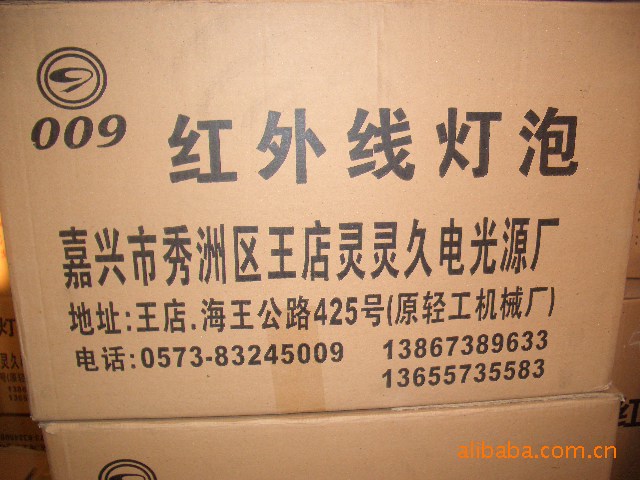 009
红外线灯泡
嘉兴市秀洲区王店灵灵久电光源厂
地址:王店.海王公路425号(原轻工机械厂)
电话:0573-83245009 13867389633
13655735583
alibaba.com.cn